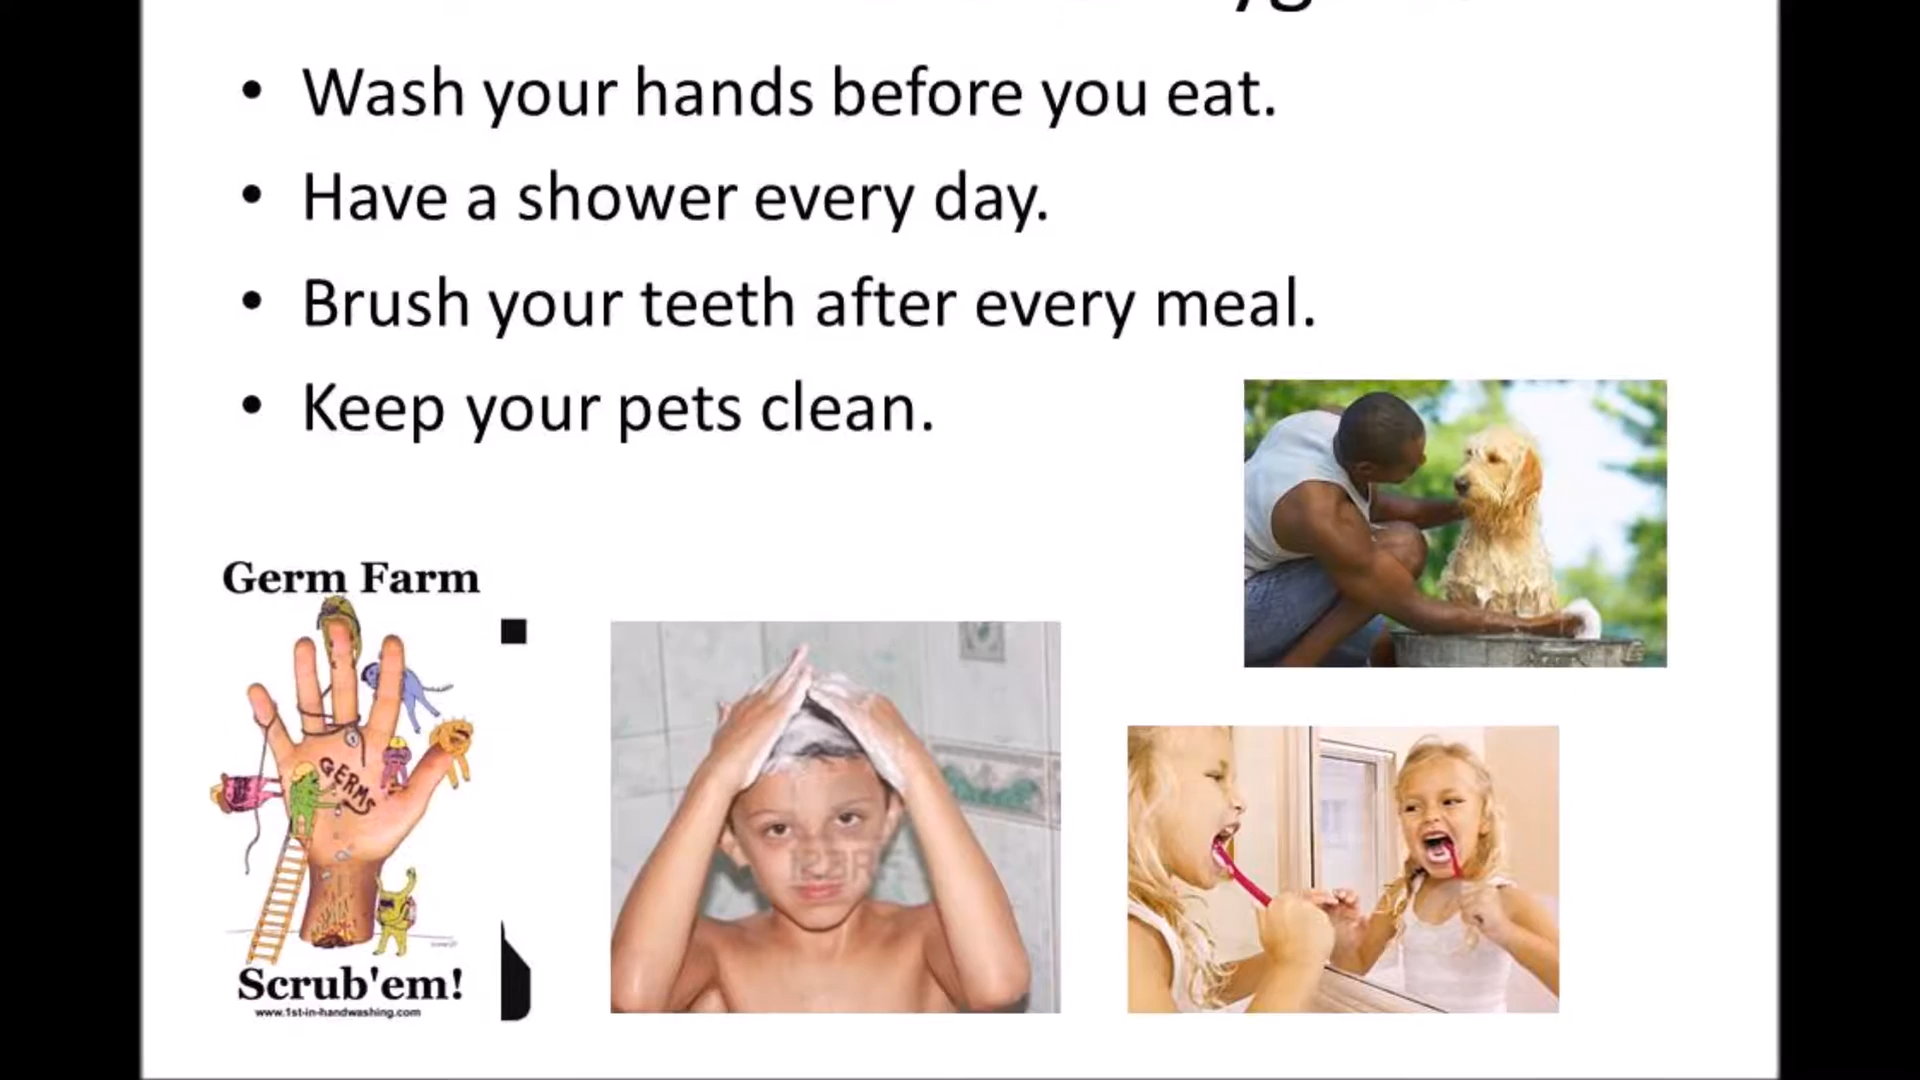 • Wash your hands before you eat.
• Have a shower every day.
• Brush your teeth after every meal.
• Keep your pets clean.
Germ Farm
GERMS
Scrub'em!
www.1st-in-handwashing.com
123RF